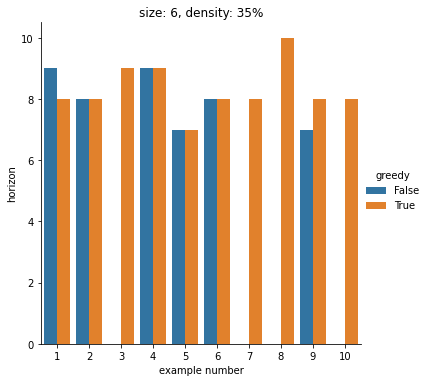 size: 6, density: 35%
10
8
6
4
2
0
horizon
1 2 3 4 5 6 7 8 9 10
example number
greedy
False
True